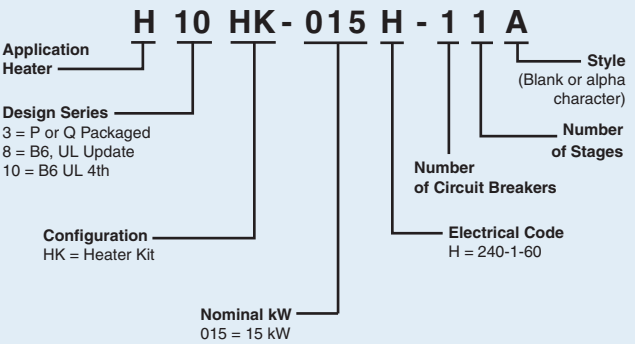 H 10 HK - 015 H - 1 1 A
Application
Heater
Style
(Blank or alpha
character)
Design Series
3 = P or Q Packaged
8 = B6, UL Update
10 = B6 UL 4th
Number
of Stages
Number
of Circuit Breakers
Configuration
HK = Heater Kit
Electrical Code
H = 240-1-60
Nominal kW
015 = 15 kW